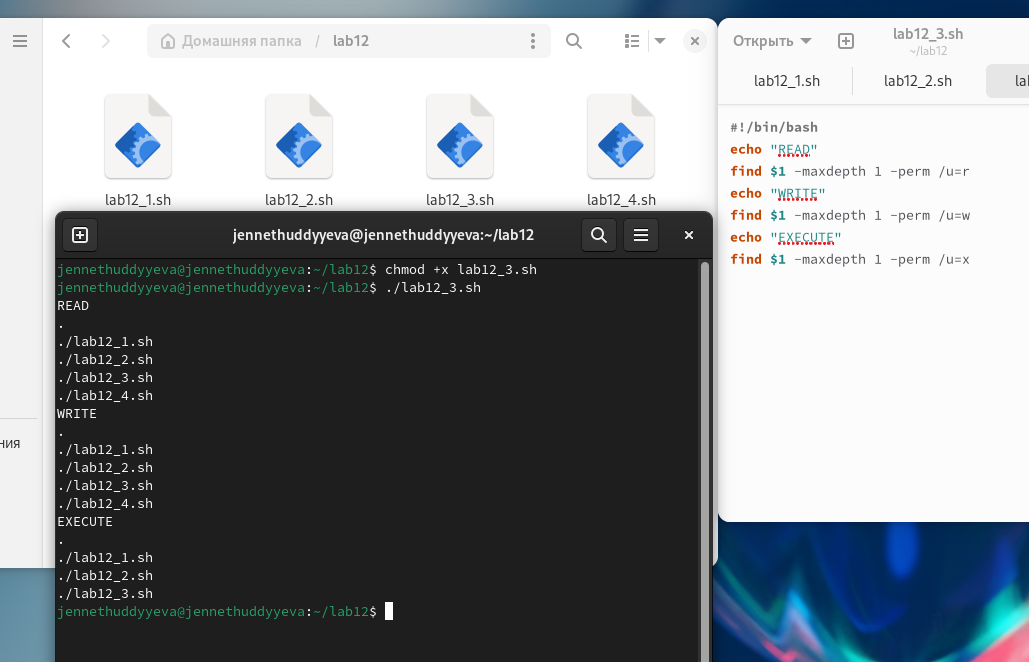 Домашняя папка / lab12
lab12_1.sh
lab12_2.sh
lab12_3.sh
lab12_4.sh
ния
Открыть
lab12_3.sh
~/lab12
lab12_1.sh
lab12_2.sh
#!/bin/bash
echo "READ"
find $1 -maxdepth 1 -perm /u=r
echo "WRITE"
find $1 -maxdepth 1 -perm /u=w
echo "EXECUTE"
find $1 -maxdepth 1 -perm /u=x
jennethuddyyeva@jennethuddyyeva:~/lab12
jennethuddyyeva@jennethuddyyeva:~/lab12$ chmod +x lab12_3.sh
jennethuddyyeva@jennethuddyyeva:~/lab12$ ./lab12_3.sh
READ
.
./lab12_1.sh
./lab12_2.sh
./lab12_3.sh
./lab12_4.sh
WRITE
.
./lab12_1.sh
./lab12_2.sh
./lab12_3.sh
./lab12_4.sh
EXECUTE
.
./lab12_1.sh
./lab12_2.sh
./lab12_3.sh
jennethuddyyeva@jennethuddyyeva:~/lab12$